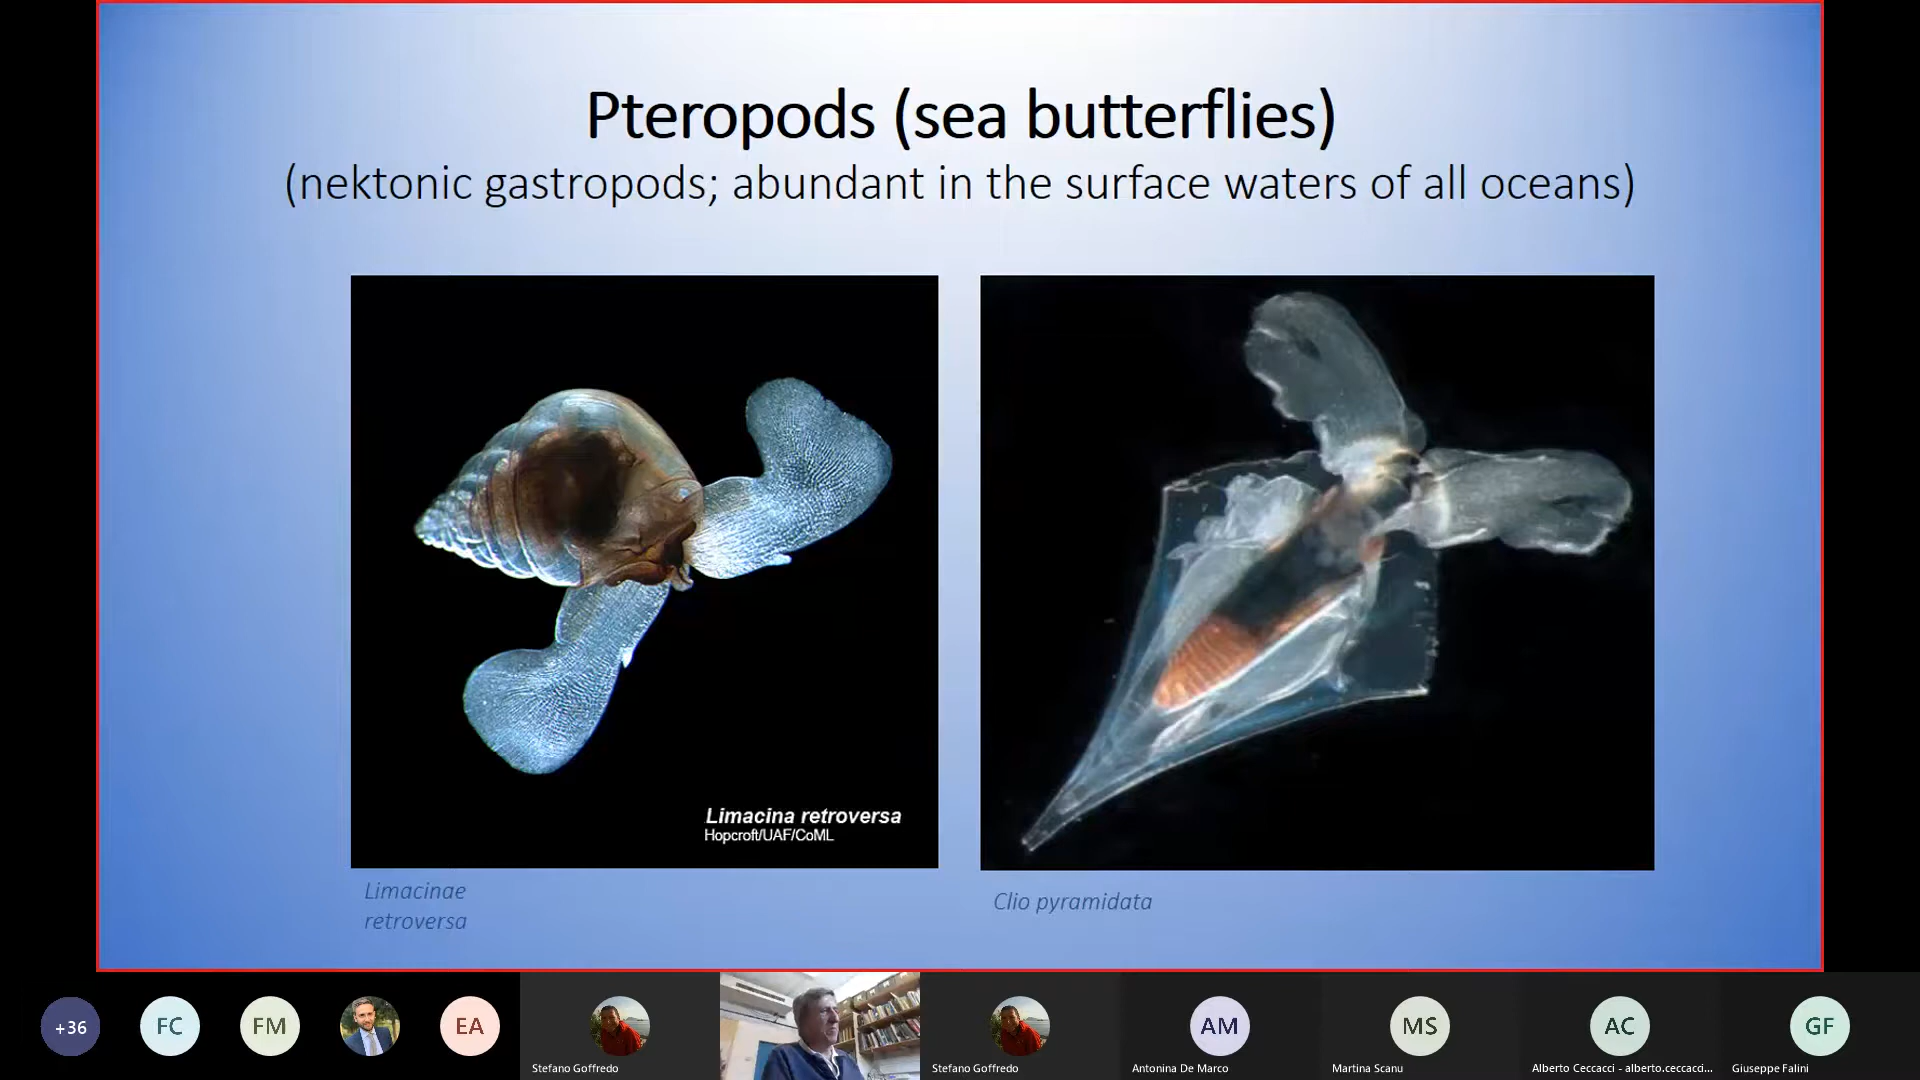 Pteropods (sea butterflies)
(nektonic gastropods; abundant in the surface waters of all oceans)
Limacina retroversa
Hopcroft/UAF/CoML
Limacinae
retroversa
Clio pyramidata
+36
FC
FM
EA
Stefano Goffredo
Stefano Goffredo
AM
Antonina De Marco
MS
Martina Scanu
AC
Alberto Ceccacci - alberto.ceccacci...
GF
Giuseppe Falini